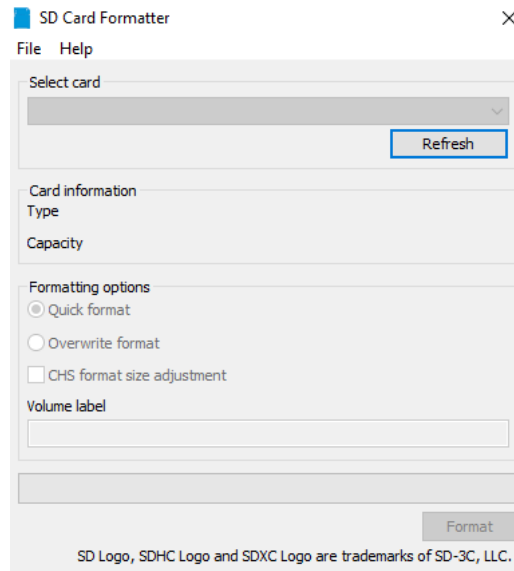 SD Card Formatter
File Help
Select card
Refresh
Card information
Type
Capacity
Formatting options
Quick format
Overwrite format
CHS format size adjustment
Volume label
Format
SD Logo, SDHC Logo and SDXC Logo are trademarks of SD-3C, LLC.